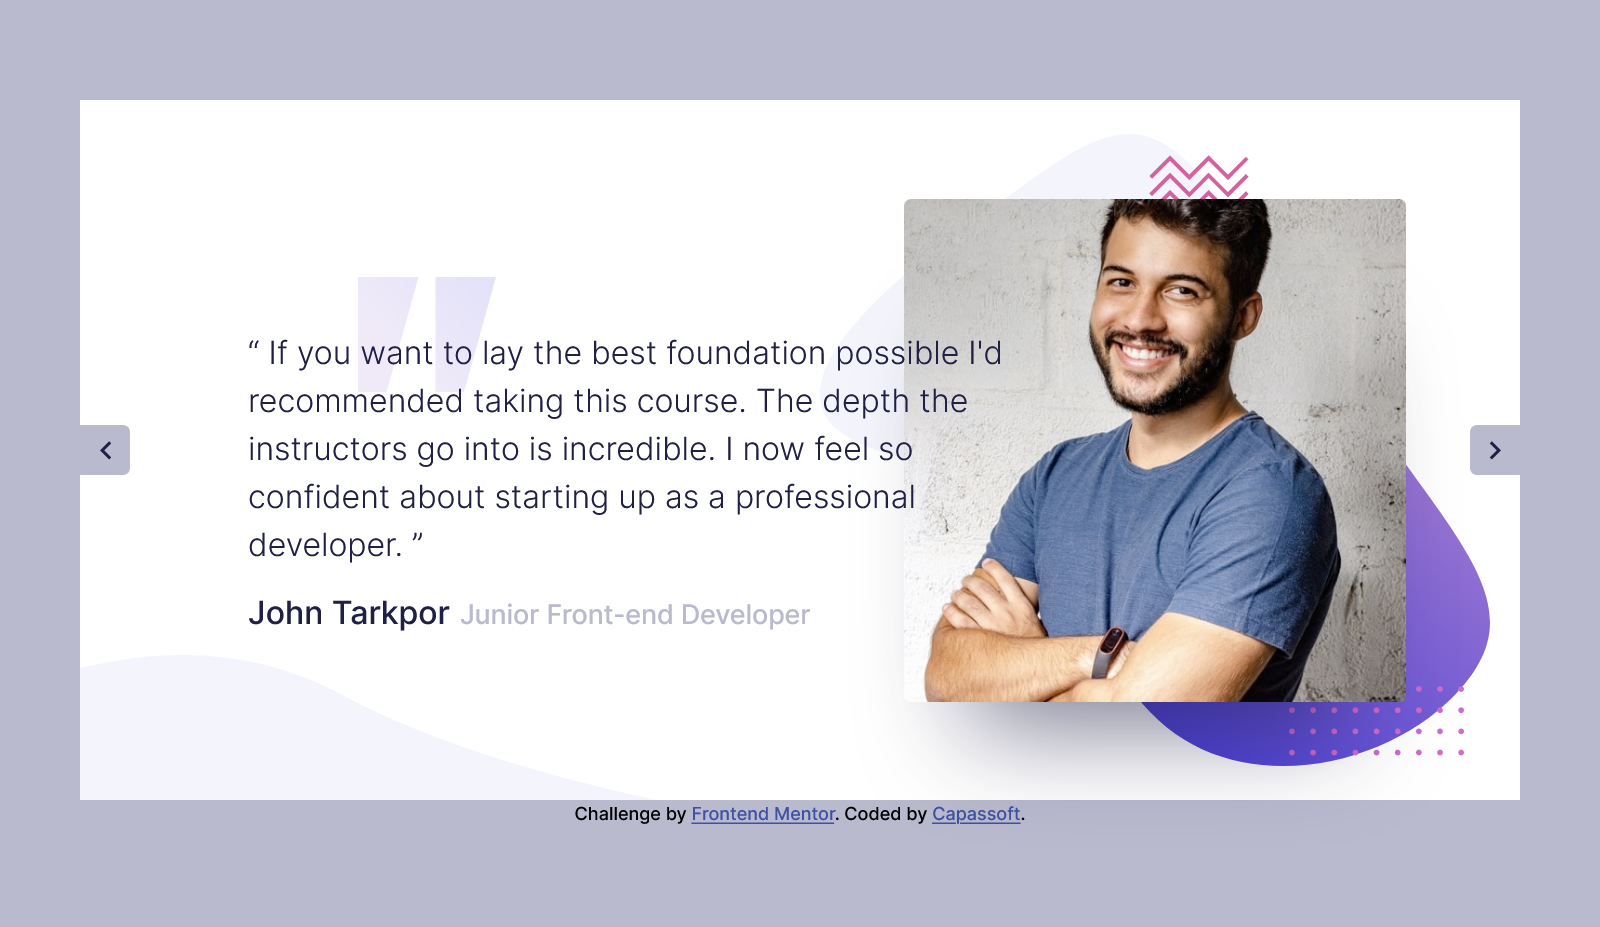 “ If you want to lay the best foundation possible I'd
recommended taking this course. The depth the
instructors go into is incredible. I now feel so
confident about starting up as a professional
developer. ”
John Tarkpor Junior Front-end Developer
Challenge by Frontend Mentor. Coded by Capassoft.